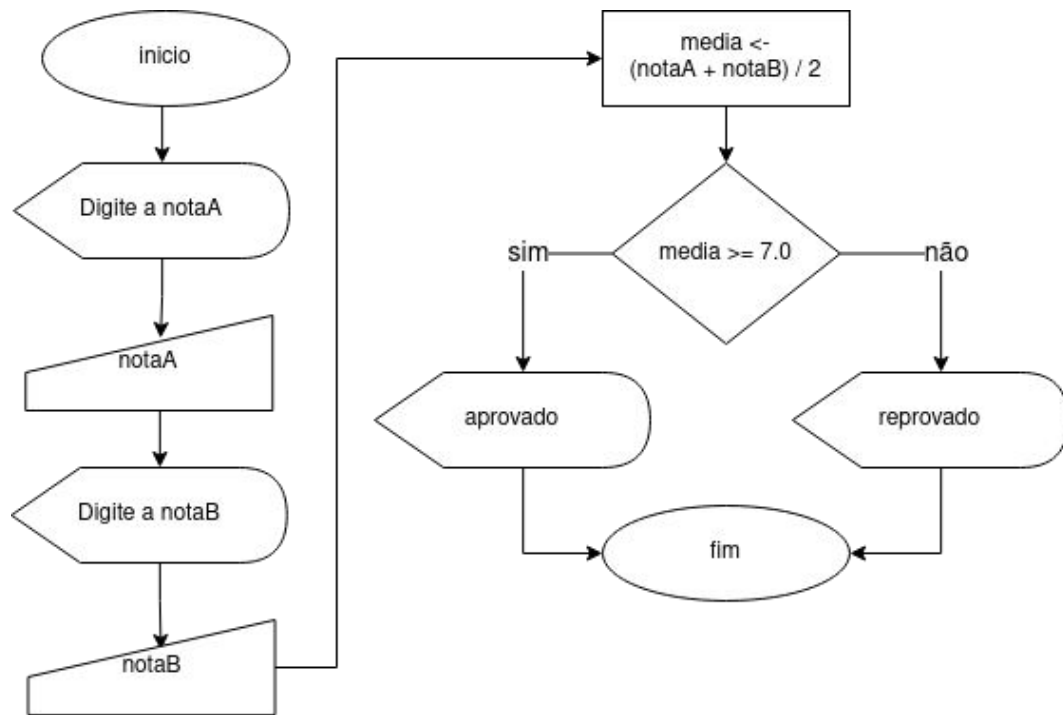 inicio
Digite a notaA
notaA
Digite a notaB
notaB
media <-
(notaA + notaB) / 2
media >= 7.0
sim
não
aprovado
reprovado
fim